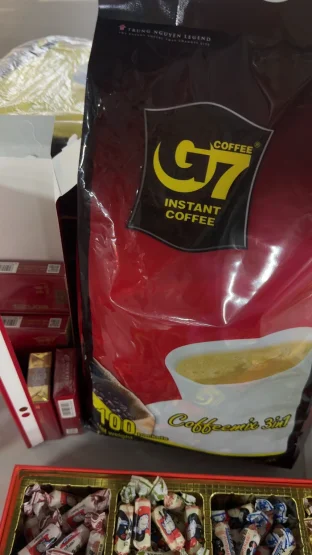 TRUNG NGUYEN LEGEND
G7
COFFEE
INSTANT
COFFEE
100
Coffeemix 3in1